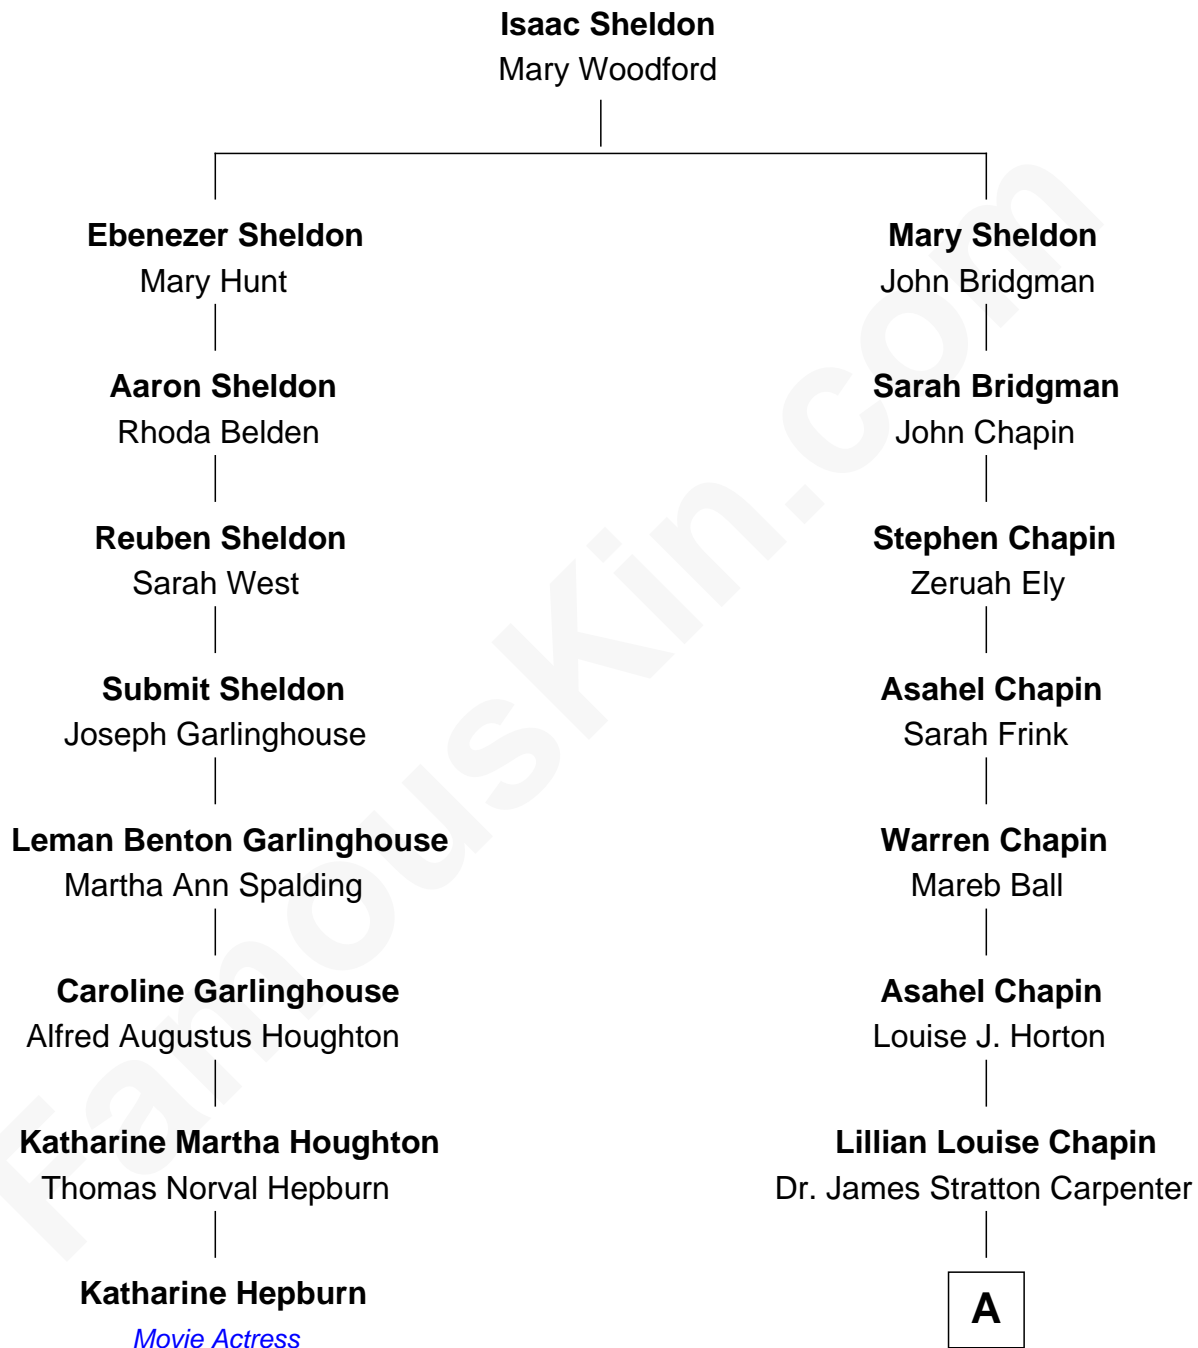 Isaac Sheldon
Mary Woodford
Ebenezer Sheldon
Mary Hunt
Mary Sheldon
John Bridgman
Aaron Sheldon
Rhoda Belden
Sarah Bridgman
John Chapin
Reuben Sheldon
Sarah West
Stephen Chapin
Zeruah Ely
Submit Sheldon
Joseph Garlinghouse
Asahel Chapin
Sarah Frink
Leman Benton Garlinghouse
Martha Ann Spalding
Warren Chapin
Mareb Ball
Caroline Garlinghouse
Alfred Augustus Houghton
Asahel Chapin
Louise J. Horton
Katharine Martha Houghton
Thomas Norval Hepburn
Lillian Louise Chapin
Dr. James Stratton Carpenter
Katharine Hepburn
Movie Actress
A
FamousKin.com